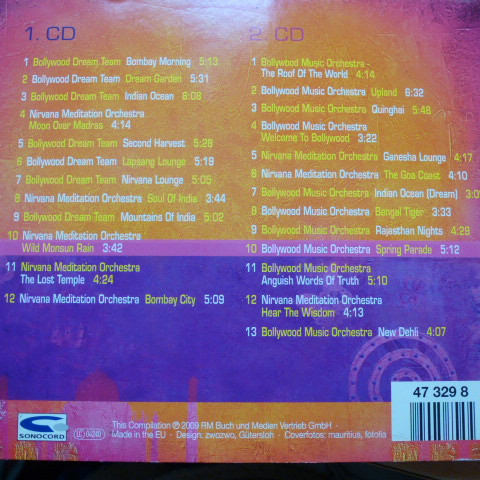 1. CD
1 Bollywood Dream Team Bombay Morning 5:13
2 Bollywood Dream Team Dream Garden 5:31
3 Bollywood Dream Team Indian Ocean 6:08
4 Nirvana Meditation Orchestra
Moon Over Madras 4:14
5 Bollywood Dream Team Second Harvest 5:28
6 Bollywood Dream Team Lapsang Lounge 5:19
7 Bollywood Dream Team Nirvana Lounge 5:05
8 Nirvana Meditation Orchestra Soul Of India 3:44
9 Bollywood Dream Team Mountains Of India 5:02
10 Nirvana Meditation Orchestra
Wild Monsun Rain 3:42
11 Nirvana Meditation Orchestra
The Lost Temple 4:24
12 Nirvana Meditation Orchestra Bombay City 5:09
2. CD
1 Bollywood Music Orchestra -
The Roof Of The World 4:14
2 Bollywood Music Orchestra Upland 6:32
3 Bollywood Music Orchestra Quinghai 5:48
4 Bollywood Music Orchestra
Welcome To Bollywood 3:22
5 Nirvana Meditation Orchestra Ganesha Lounge 4:17
6 Nirvana Meditation Orchestra The Goa Coast 4:10
7 Bollywood Music Orchestra Indian Ocean (Dream)
8 Bollywood Music Orchestra Bengal Tiger 3:33
9 Bollywood Music Orchestra Rajasthan Nights 4:28
10 Bollywood Music Orchestra Spring Parade 5:12
11 Bollywood Music Orchestra
Anguish Words Of Truth 5:10
12 Nirvana Meditation Orchestra
Hear The Wisdom 4:13
13 Bollywood Music Orchestra New Dehli 4:07
47 329 8
SONOCORD
This Compilation ℗ 2009 RM Buch und Medien Vertrieb GmbH
Made in the EU · Design: zwozwo, Gütersloh · Coverfotos: mauritius, fotolia